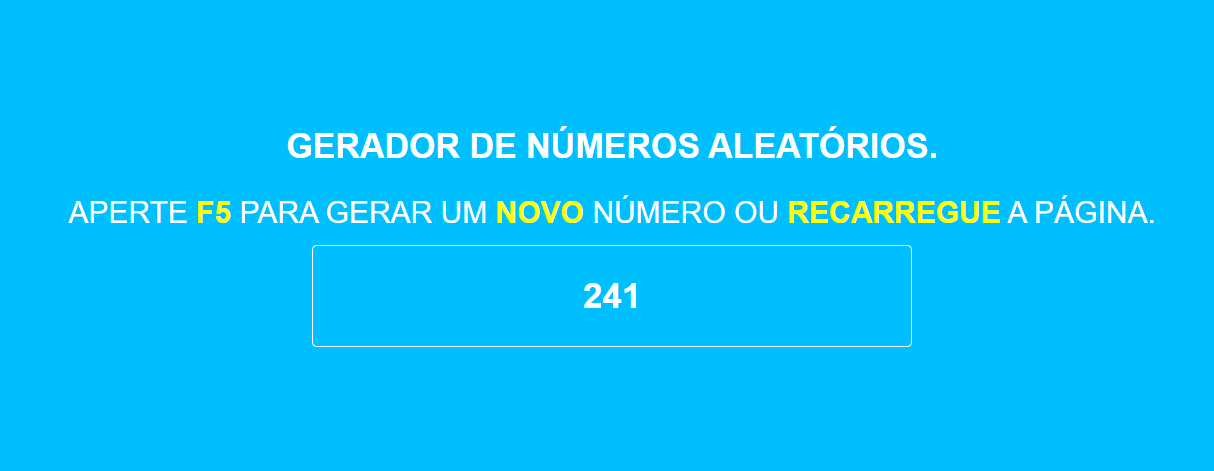 GERADOR DE NÚMEROS ALEATÓRIOS.
APERTE F5 PARA GERAR UM NOVO NÚMERO OU RECARREGUE A PÁGINA.
241